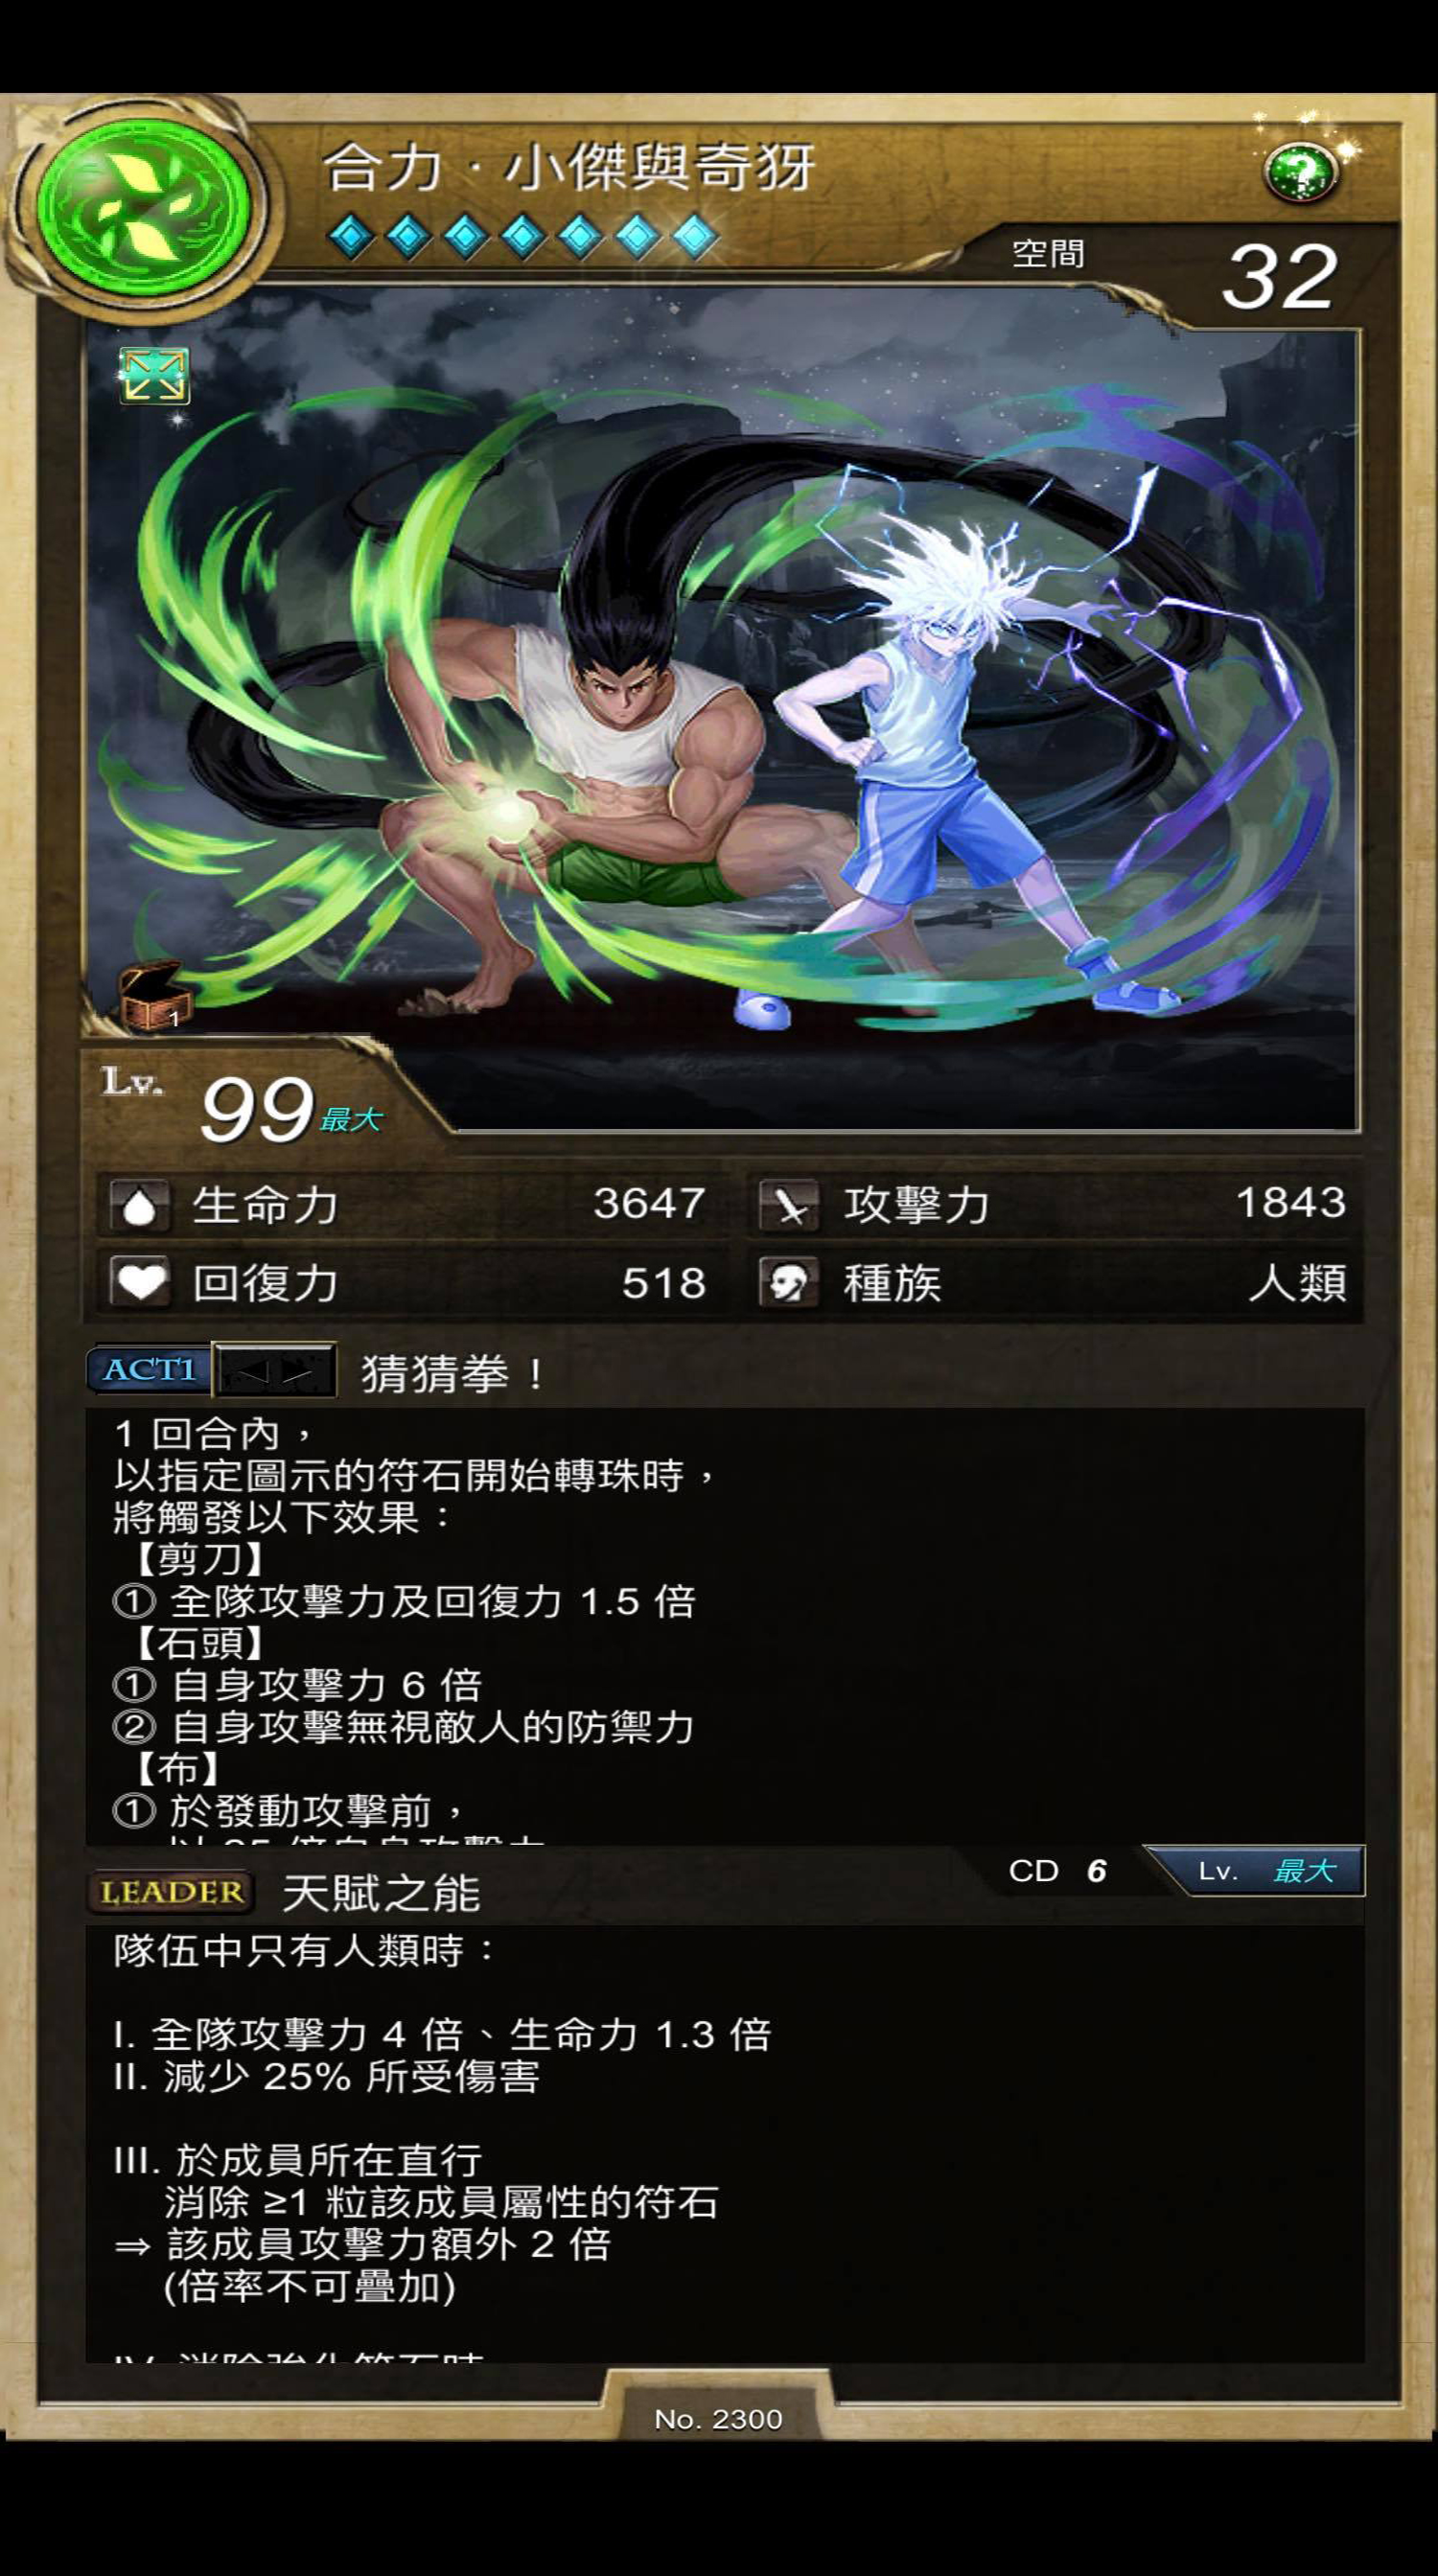 合力‧小傑與奇犽
空間 32
1
Lv. 99 最大
生命力 3647 攻擊力 1843
回復力 518 種族 人類
ACT1 猜猜拳！
1 回合內，
以指定圖示的符石開始轉珠時，
將觸發以下效果：
【剪刀】
① 全隊攻擊力及回復力 1.5 倍
【石頭】
① 自身攻擊力 6 倍
② 自身攻擊無視敵人的防禦力
【布】
① 於發動攻擊前，
CD 6 Lv. 最大
LEADER 天賦之能
隊伍中只有人類時：
I. 全隊攻擊力 4 倍、生命力 1.3 倍
II. 減少 25% 所受傷害
III. 於成員所在直行
消除 ≥1 粒該成員屬性的符石
⇒ 該成員攻擊力額外 2 倍
(倍率不可疊加)
No. 2300